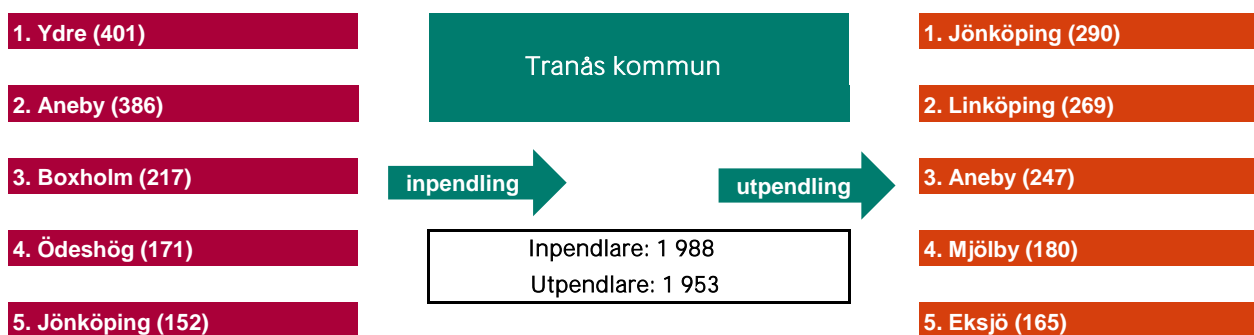 1. Ydre (401)
2. Aneby (386)
3. Boxholm (217)
4. Ödeshög (171)
5. Jönköping (152)
Tranås kommun
inpendling
utpendling
Inpendlare: 1 988
Utpendlare: 1 953
1. Jönköping (290)
2. Linköping (269)
3. Aneby (247)
4. Mjölby (180)
5. Eksjö (165)